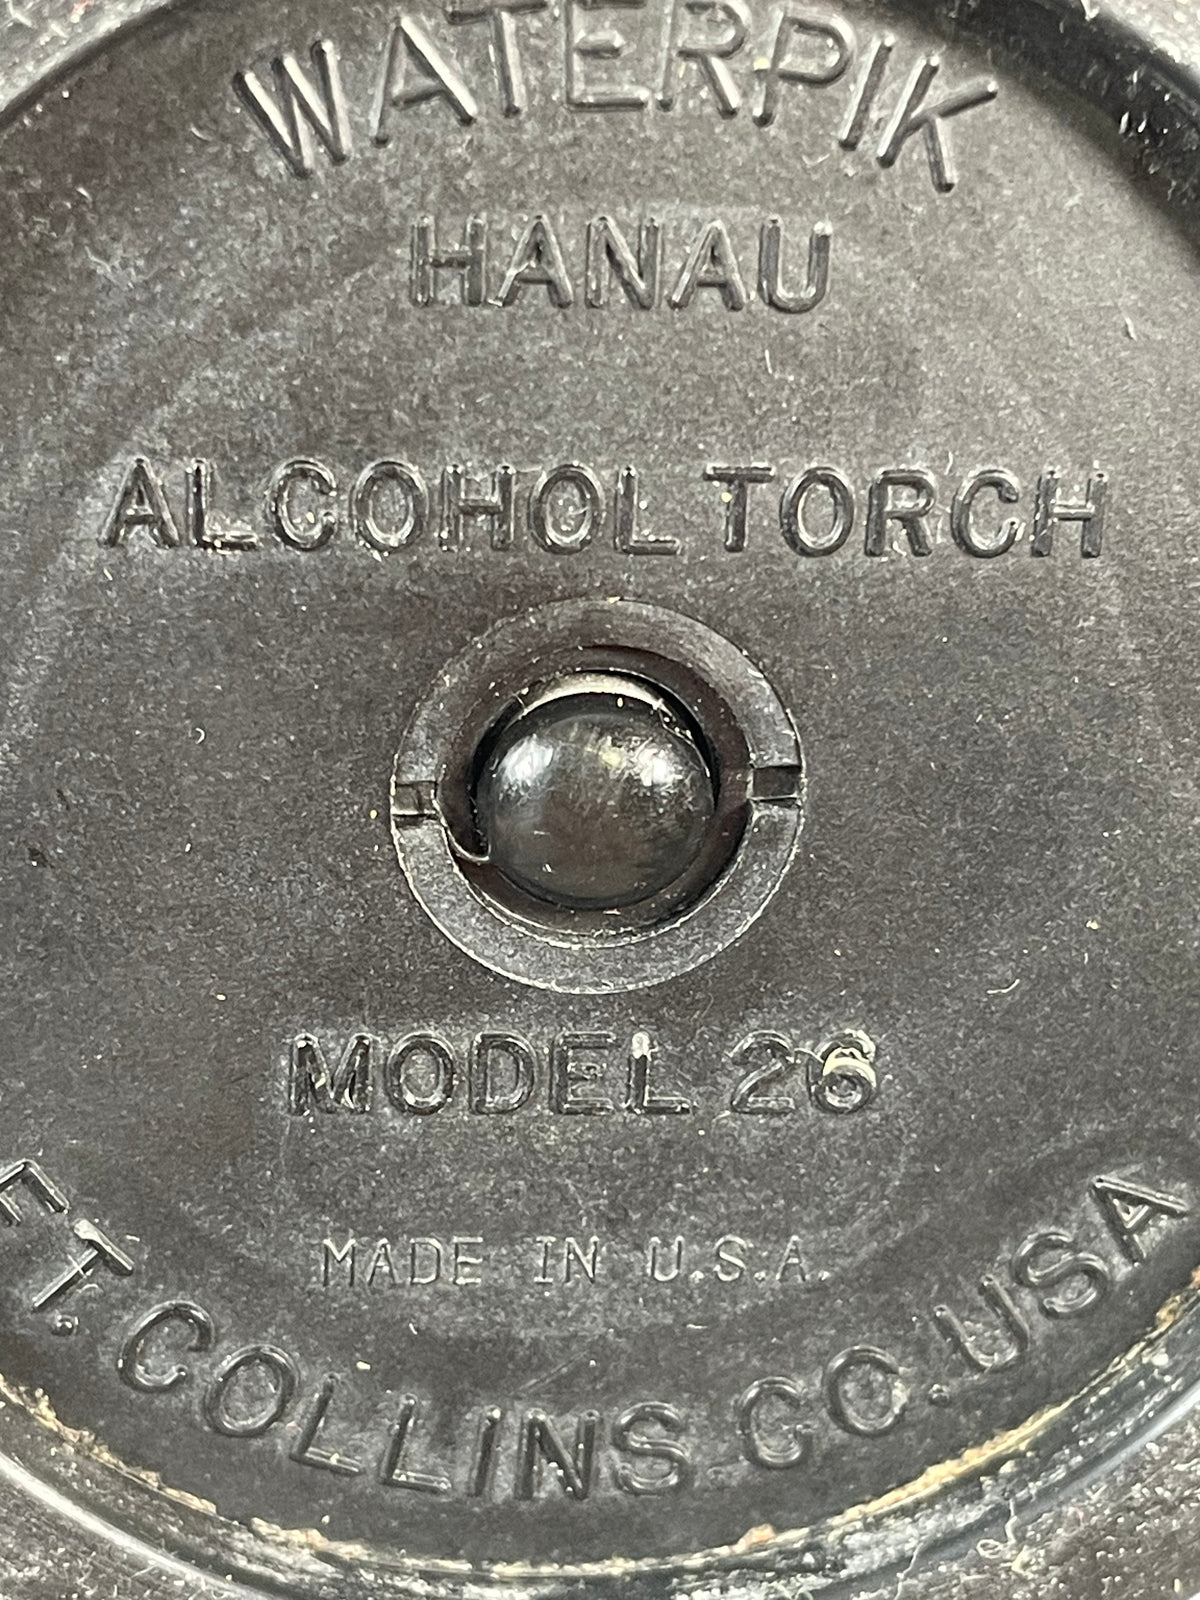 WATERPIK
HANAU
ALCOHOL TORCH
MODEL 26
MADE IN U.S.A.
FT. COLLINS CO. USA